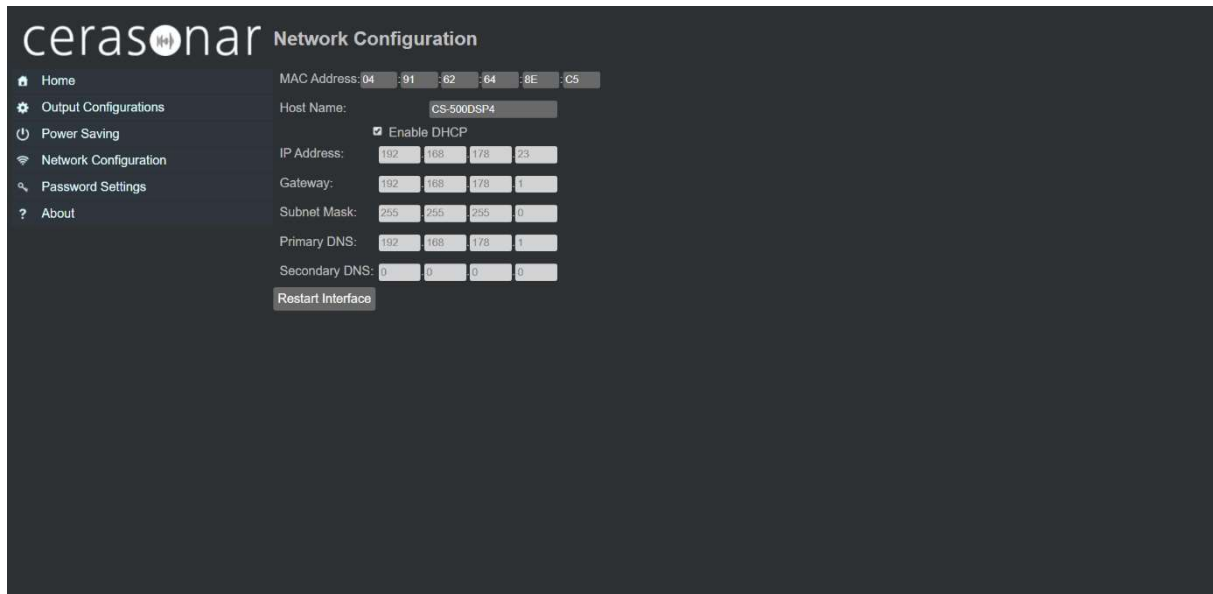 cerasonar
Network Configuration
Home
Output Configurations
Power Saving
Network Configuration
Password Settings
? About
MAC Address: 04 : 91 : 62 : 64 : 8E : C5
Host Name: CS-500DSP4
Enable DHCP
IP Address: 192 . 168 . 178 . 23
Gateway: 192 . 168 . 178 . 1
Subnet Mask: 255 . 255 . 255 . 0
Primary DNS: 192 . 168 . 178 . 1
Secondary DNS: 0 . 0 . 0 . 0
Restart Interface